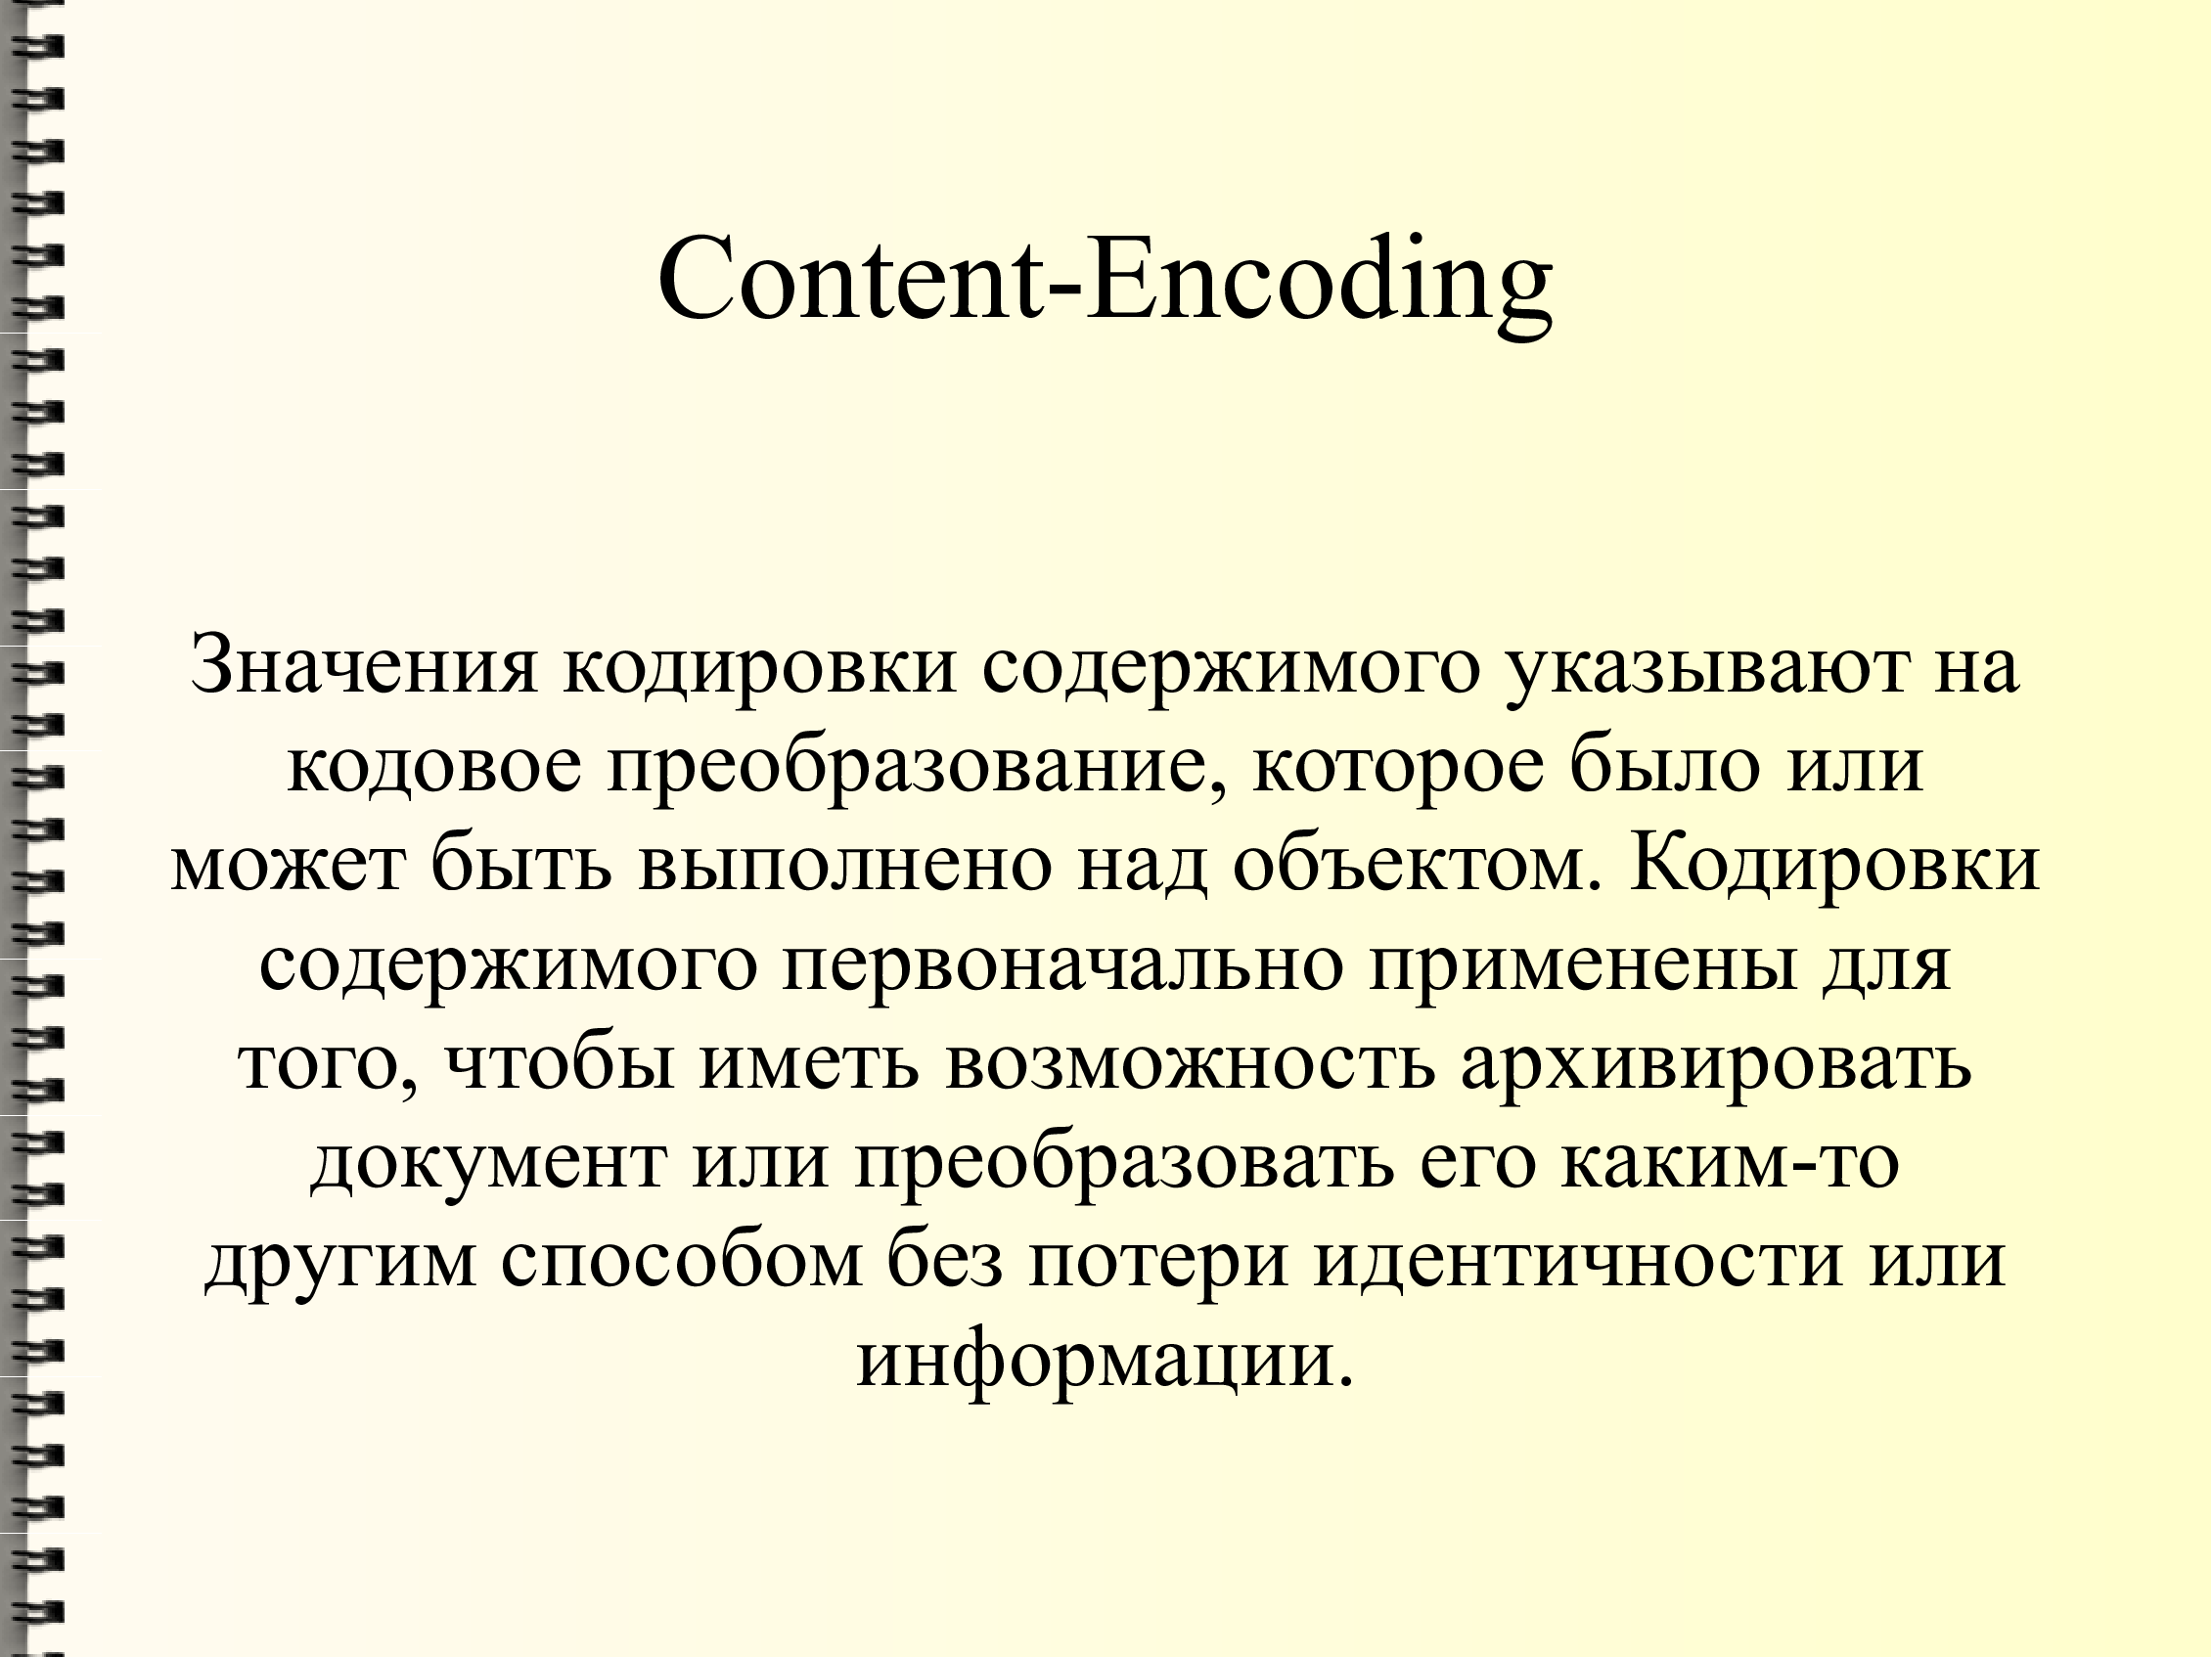 Content-Encoding
Значения кодировки содержимого указывают на
кодовое преобразование, которое было или
может быть выполнено над объектом. Кодировки
содержимого первоначально применены для
того, чтобы иметь возможность архивировать
документ или преобразовать его каким-то
другим способом без потери идентичности или
информации.